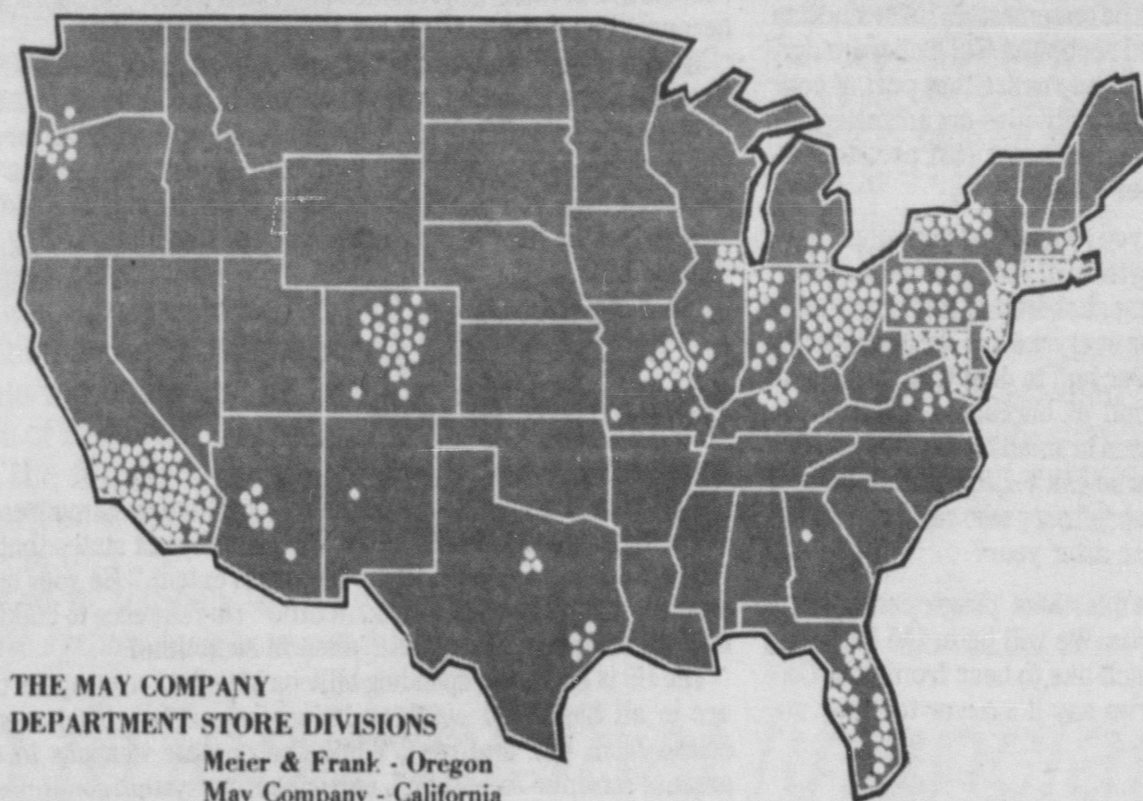 THE MAY COMPANY
DEPARTMENT STORE DIVISIONS
Meier & Frank - Oregon
May Company - California